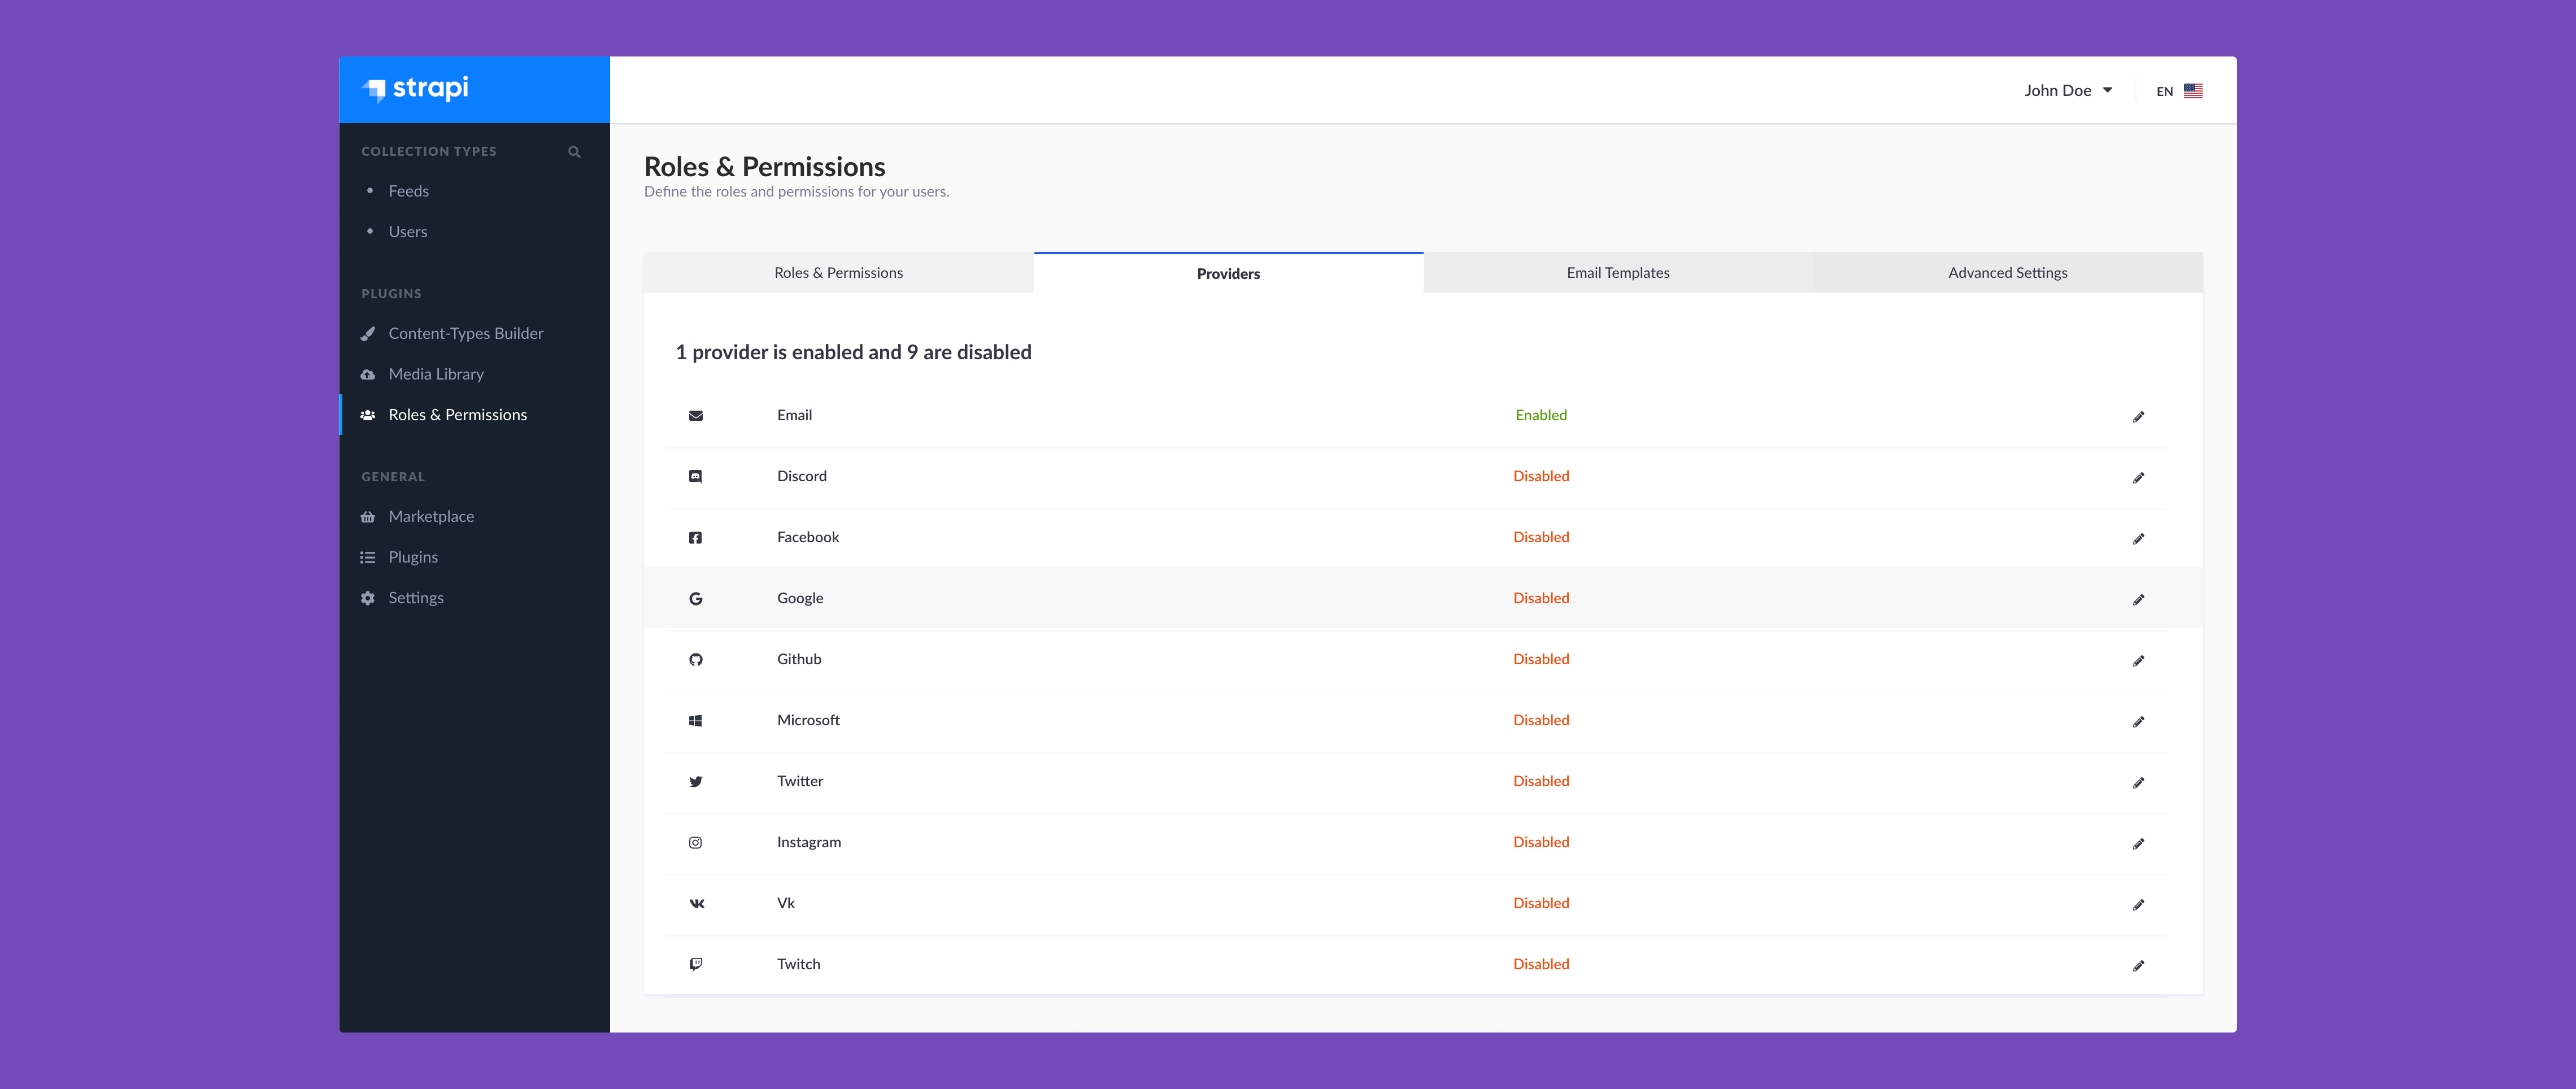 strapi
John Doe
EN
COLLECTION TYPES
Feeds
Users
PLUGINS
Content-Types Builder
Media Library
Roles & Permissions
GENERAL
Marketplace
Plugins
Settings
Roles & Permissions
Define the roles and permissions for your users.
Roles & Permissions Providers Email Templates Advanced Settings
1 provider is enabled and 9 are disabled
Email Enabled
Discord Disabled
Facebook Disabled
Google Disabled
Github Disabled
Microsoft Disabled
Twitter Disabled
Instagram Disabled
Vk Disabled
Twitch Disabled